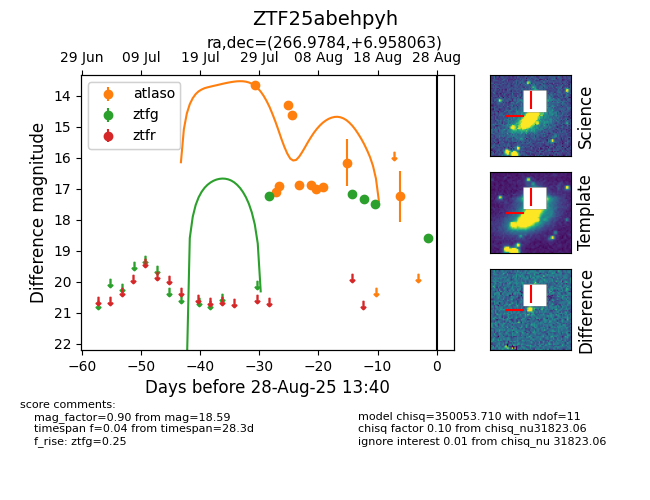 ZTF25abehpyh
ra,dec=(266.9784,+6.958063)
29 Jun 09 Jul 19 Jul 29 Jul 08 Aug 18 Aug 28 Aug
atlaso
ztfg
ztfr
14
15
16
17
18
19
20
21
22
Difference magnitude
−60 −50 −40 −30 −20 −10 0
Days before 28-Aug-25 13:40
Science
Template
Difference
score comments:
mag_factor=0.90 from mag=18.59
timespan f=0.04 from timespan=28.3d
f_rise: ztfg=0.25
model chisq=350053.710 with ndof=11
chisq factor 0.10 from chisq_nu31823.06
ignore interest 0.01 from chisq_nu 31823.06